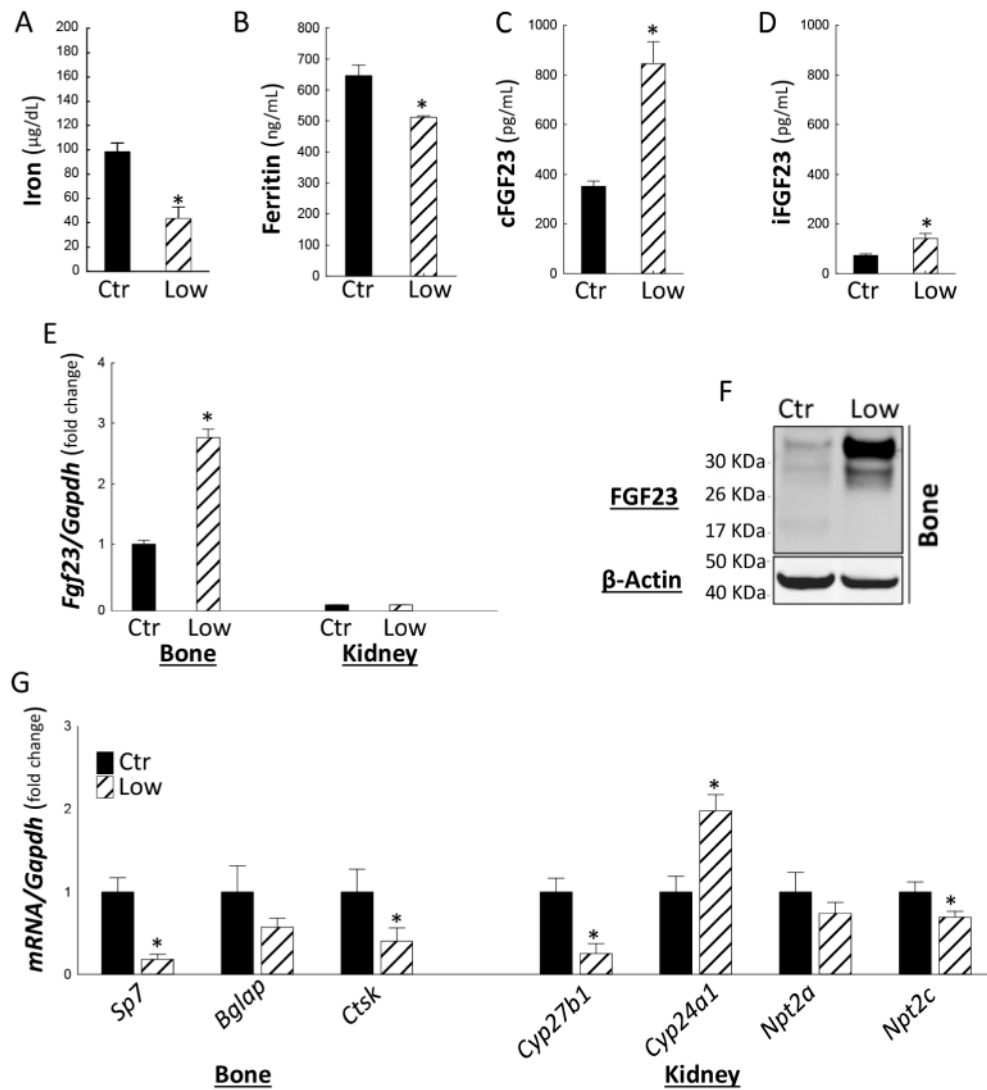 A
Iron (µg/dL)
200
180
160
140
120
100
80
60
40
20
0
*
Ctr Low
B
Ferritin (ng/mL)
800
700
600
500
400
300
200
100
0
*
Ctr Low
C
cFGF23 (pg/mL)
1000
800
600
400
200
0
*
Ctr Low
D
iFGF23 (pg/mL)
1000
800
600
400
200
0
*
Ctr Low
E
Fgf23/Gapdh (fold change)
4
3
2
1
0
*
Ctr Low Ctr Low
Bone Kidney
F
Ctr Low
30 KDa
FGF23 26 KDa
17 KDa
50 KDa
β-Actin
40 KDa
Bone
G
mRNA/Gapdh (fold change)
3
2
1
0
Ctr
Low
* * * * *
Sp7 Bglap Ctsk Cyp27b1 Cyp24a1 Npt2a Npt2c
Bone Kidney